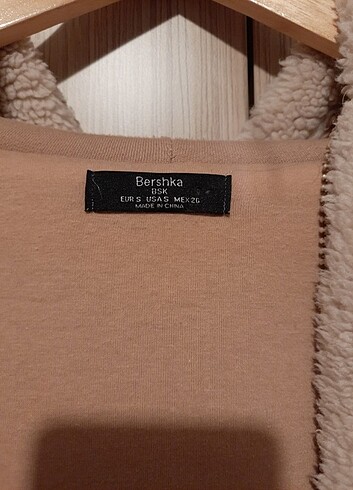 Bershka
BSK
EUR S USA S MEX 26
MADE IN CHINA